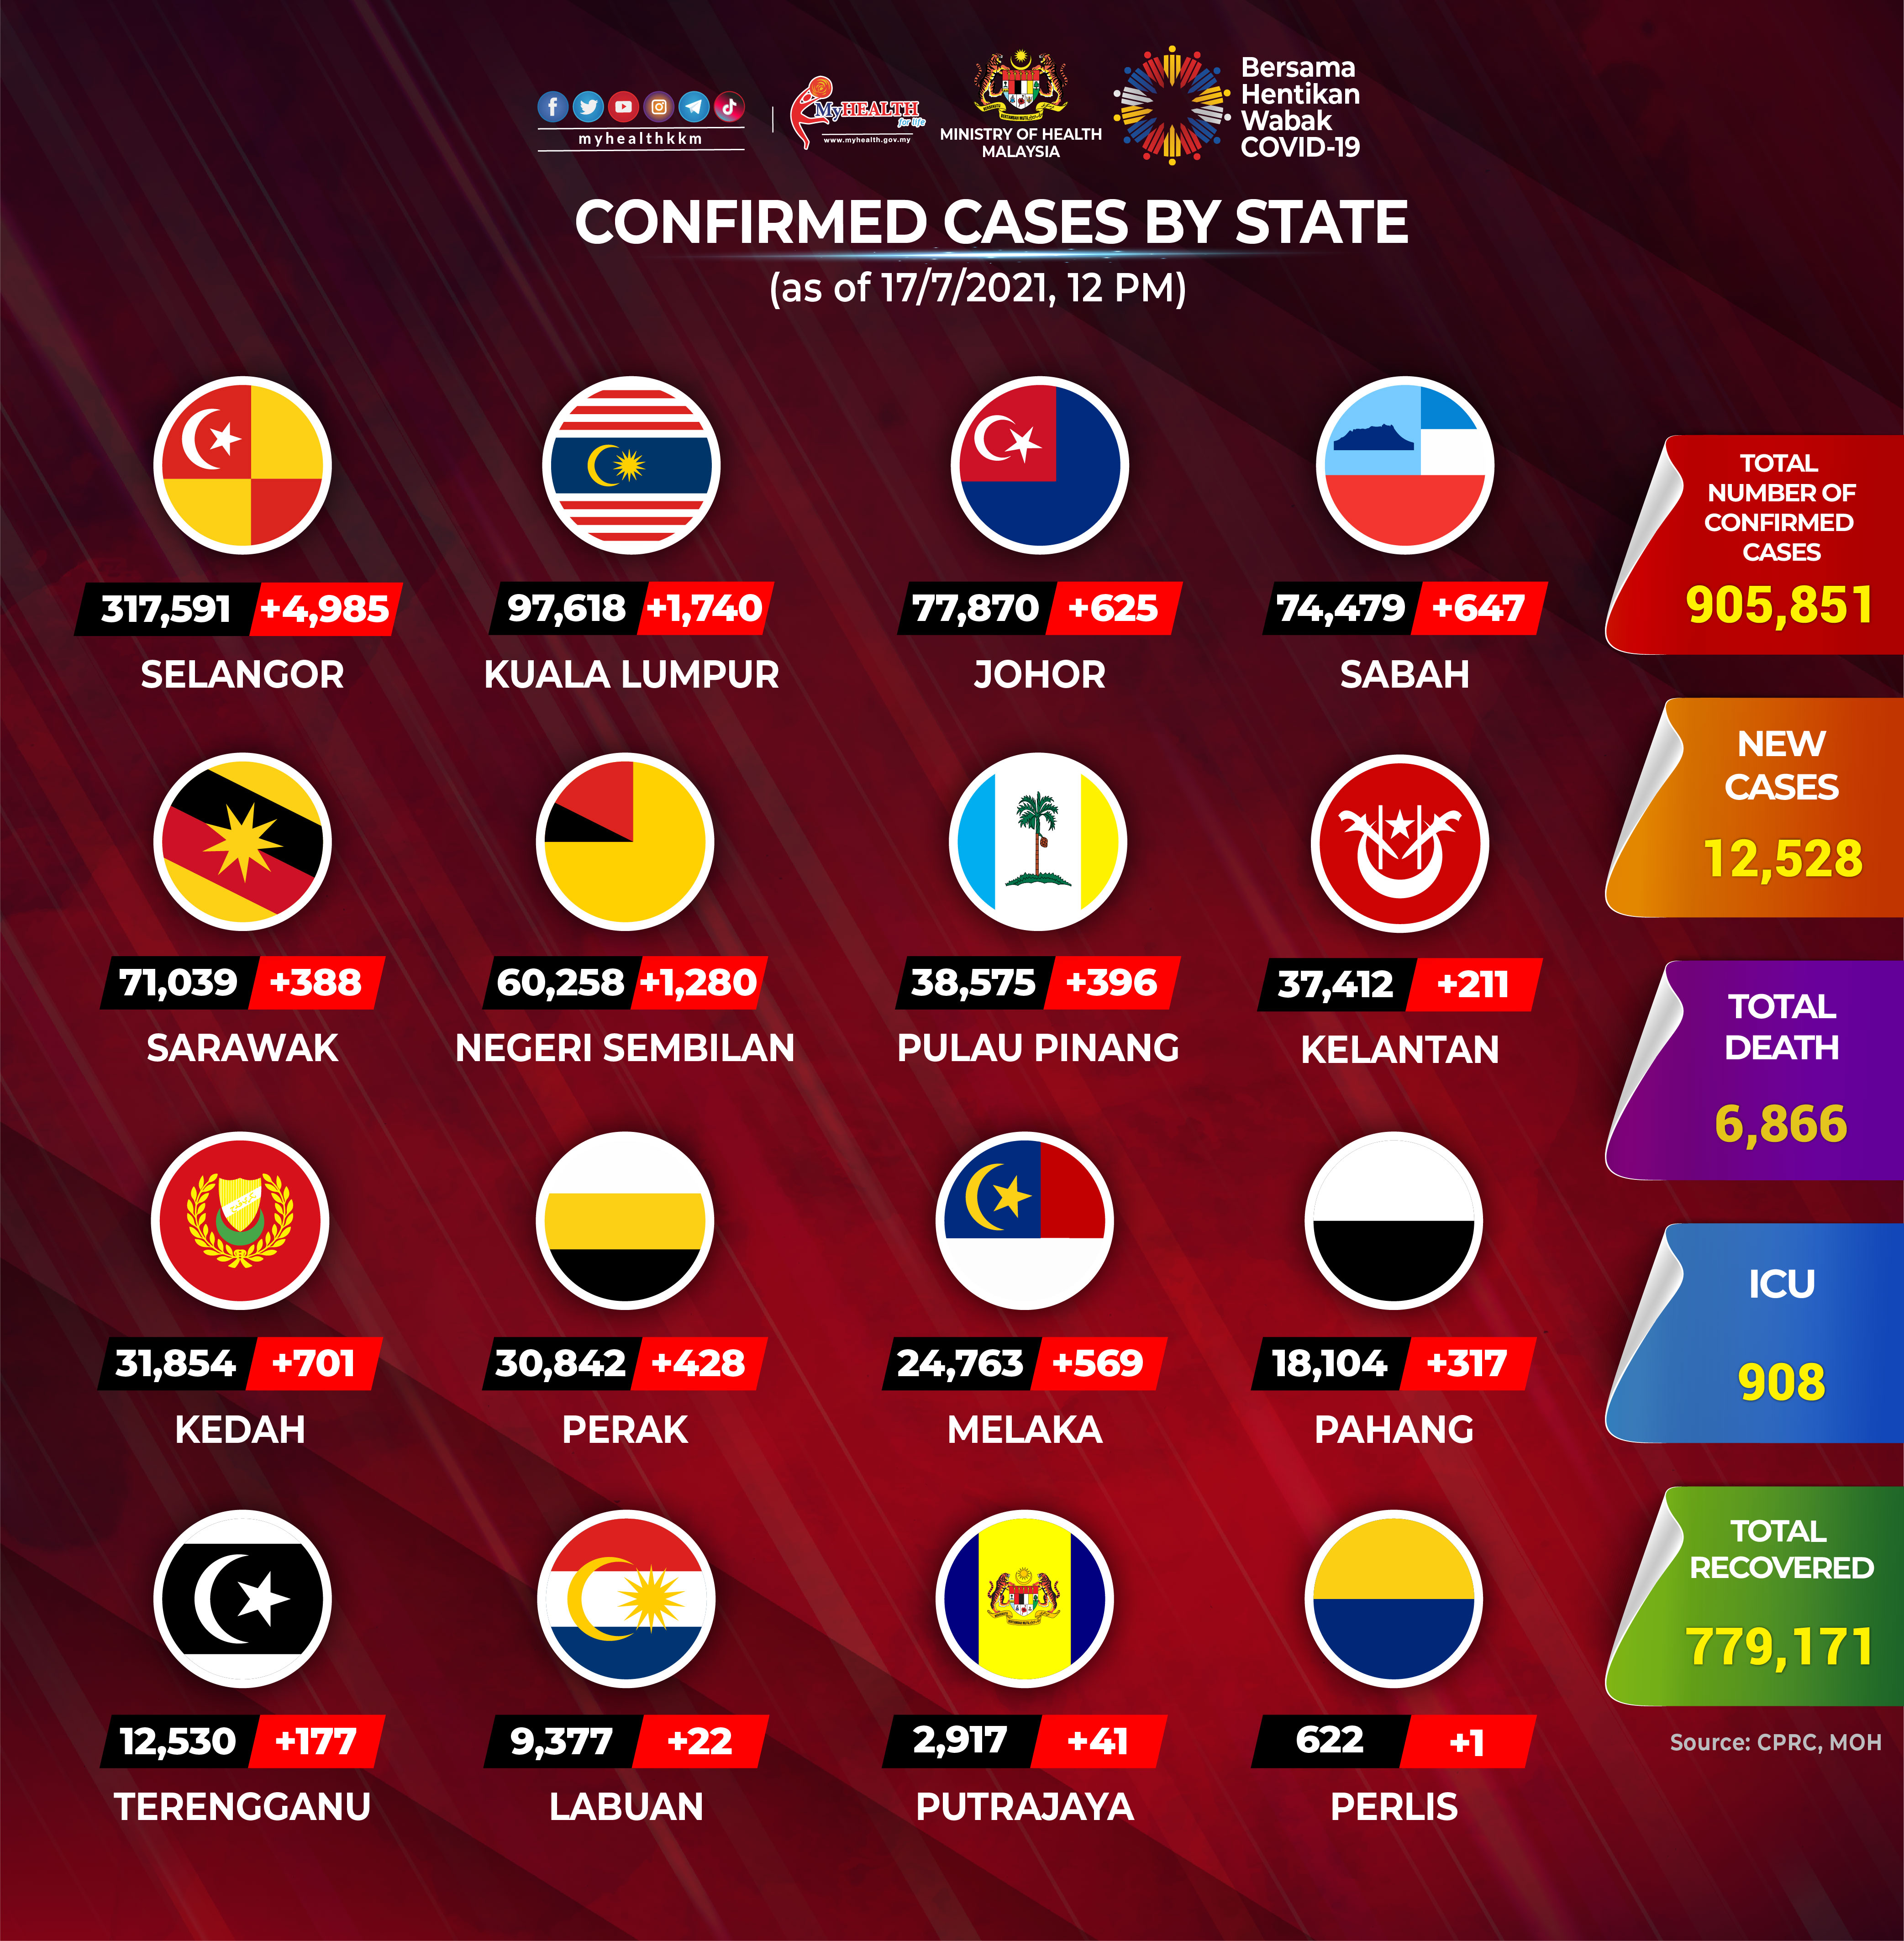 myhealthkkm
MyHEALTH
for life
www.myhealth.gov.my
MINISTRY OF HEALTH
MALAYSIA
Bersama
Hentikan
Wabak
COVID-19
CONFIRMED CASES BY STATE
(as of 17/7/2021, 12 PM)
317,591 +4,985
SELANGOR
97,618 +1,740
KUALA LUMPUR
77,870 +625
JOHOR
74,479 +647
SABAH
71,039 +388
SARAWAK
60,258 +1,280
NEGERI SEMBILAN
38,575 +396
PULAU PINANG
37,412 +211
KELANTAN
31,854 +701
KEDAH
30,842 +428
PERAK
24,763 +569
MELAKA
18,104 +317
PAHANG
12,530 +177
TERENGGANU
9,377 +22
LABUAN
2,917 +41
PUTRAJAYA
622 +1
PERLIS
TOTAL
NUMBER OF
CONFIRMED
CASES
905,851
NEW
CASES
12,528
TOTAL
DEATH
6,866
ICU
908
TOTAL
RECOVERED
779,171
Source: CPRC, MOH